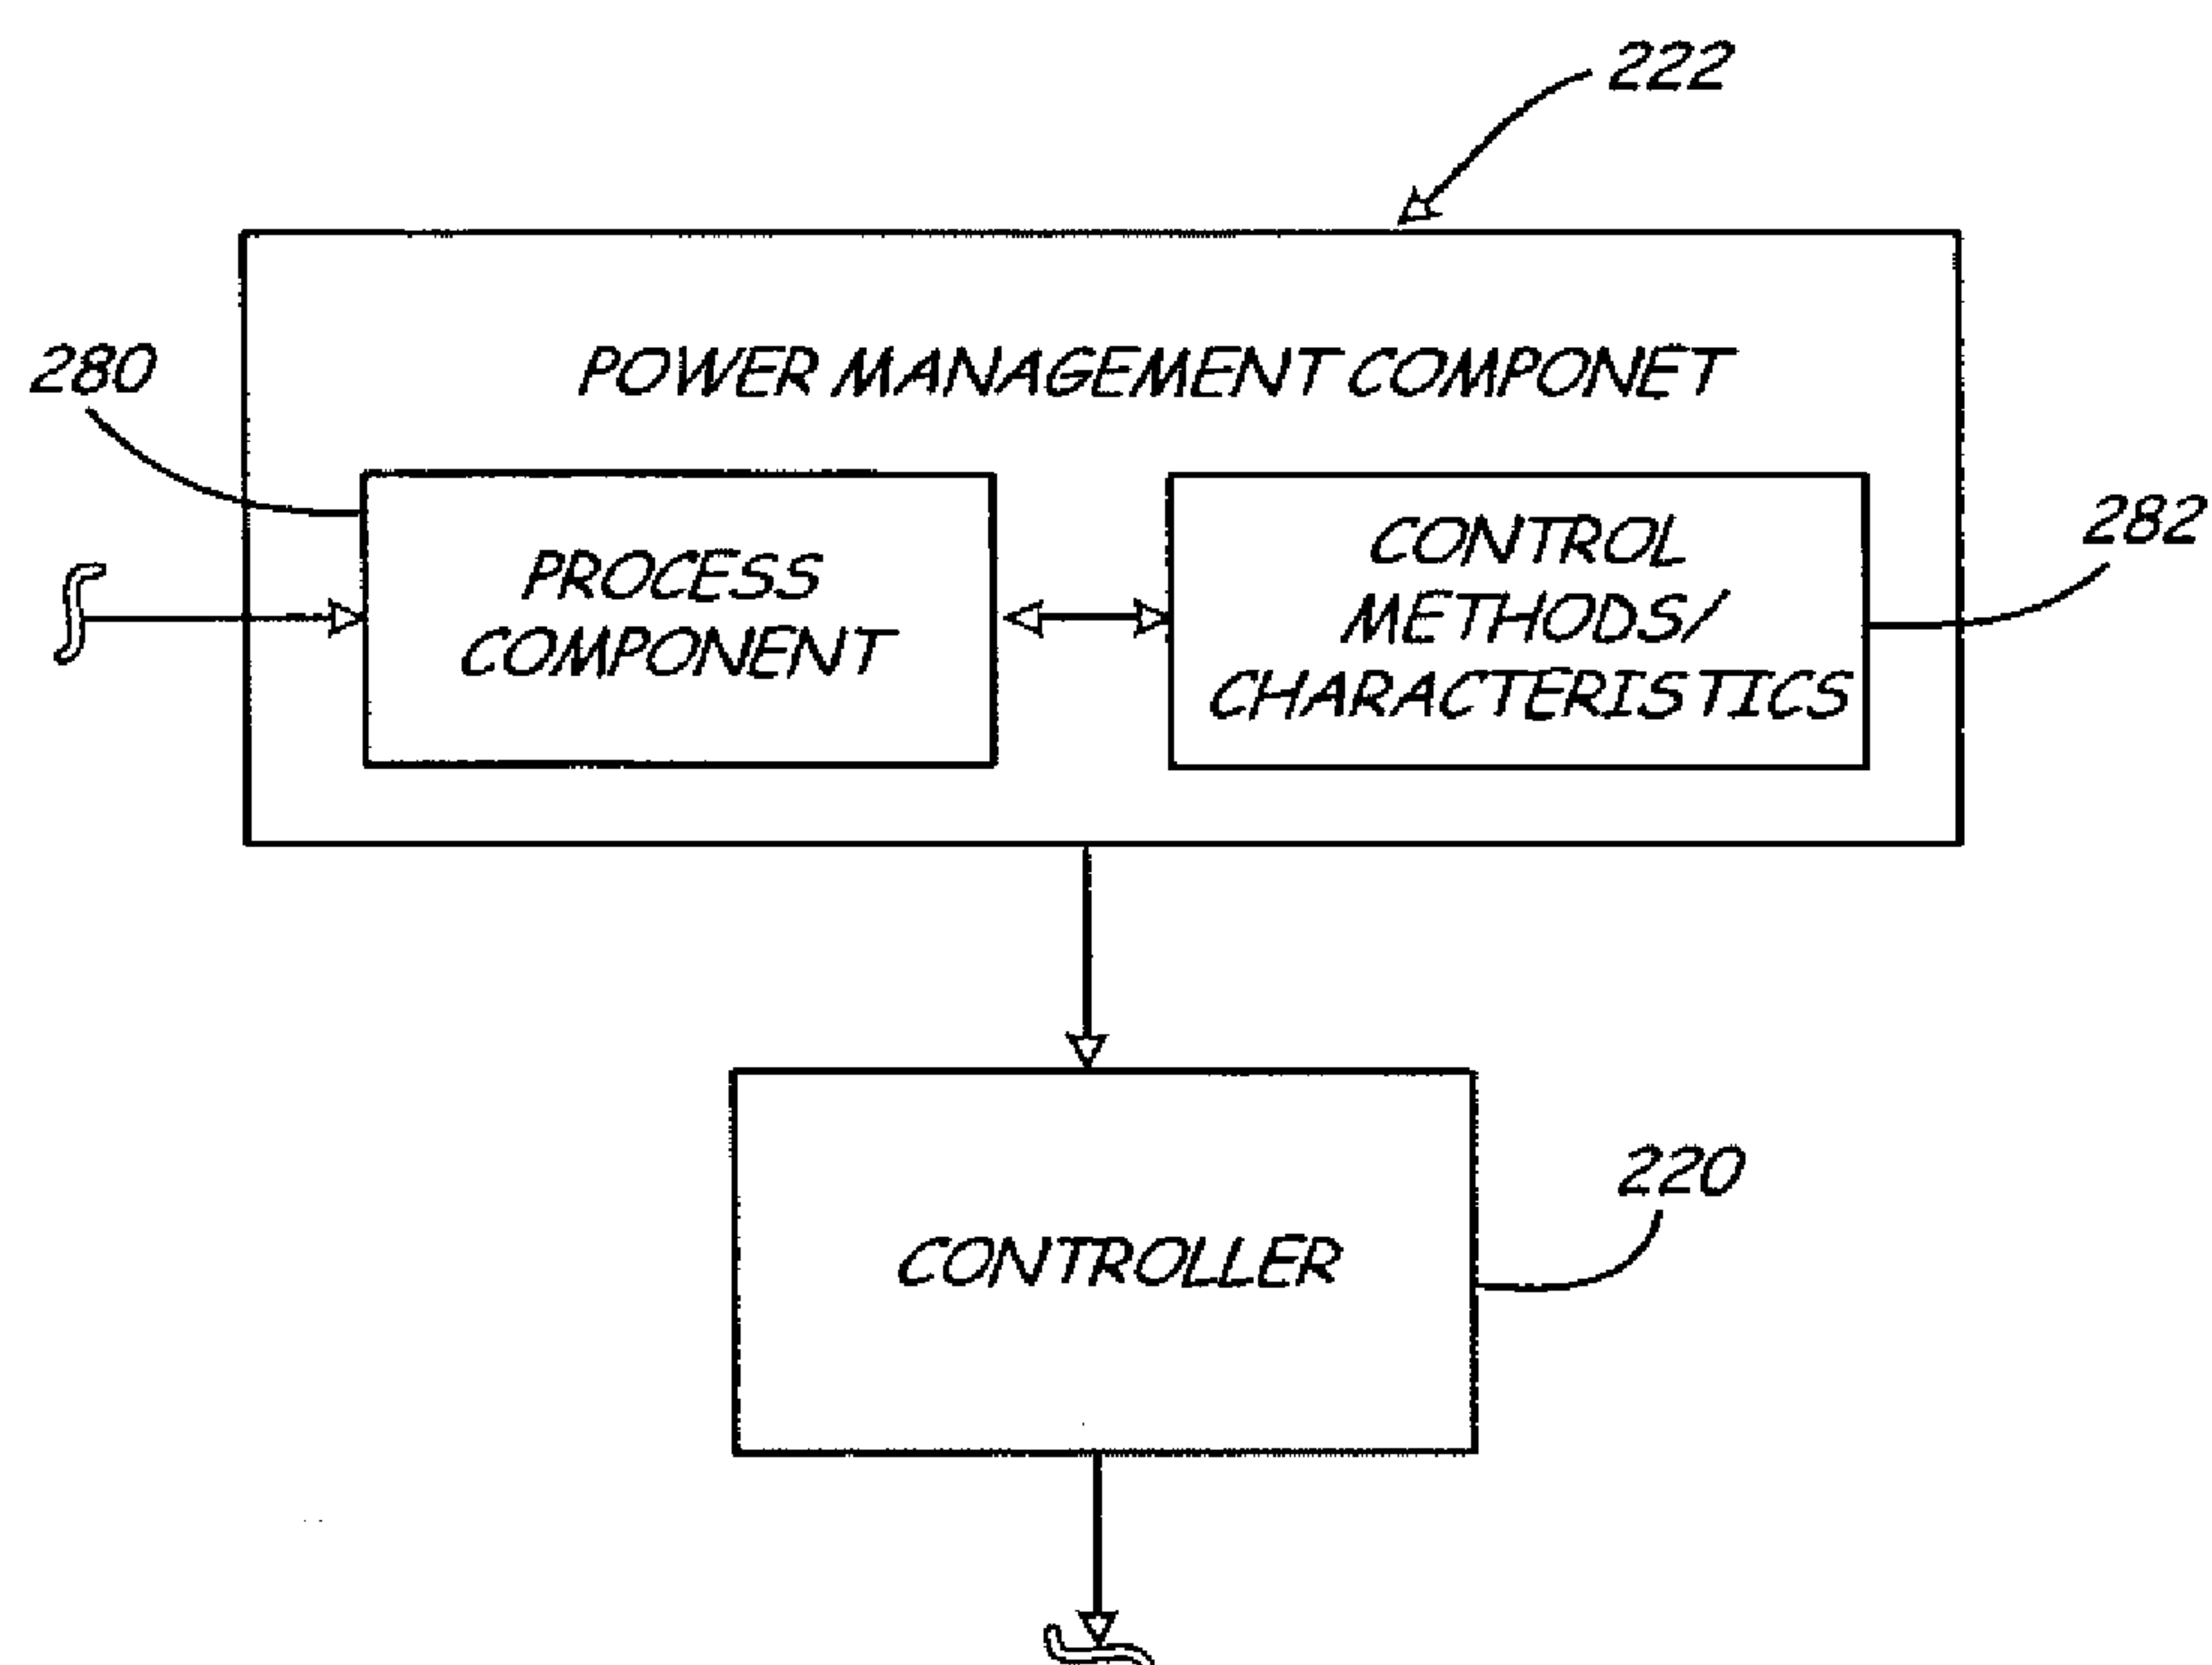 222
POWER MANAGEMENT COMPONET
280
PROCESS
COMPONENT
CONTROL
METHODS/
CHARACTERISTICS
282
220
CONTROLLER